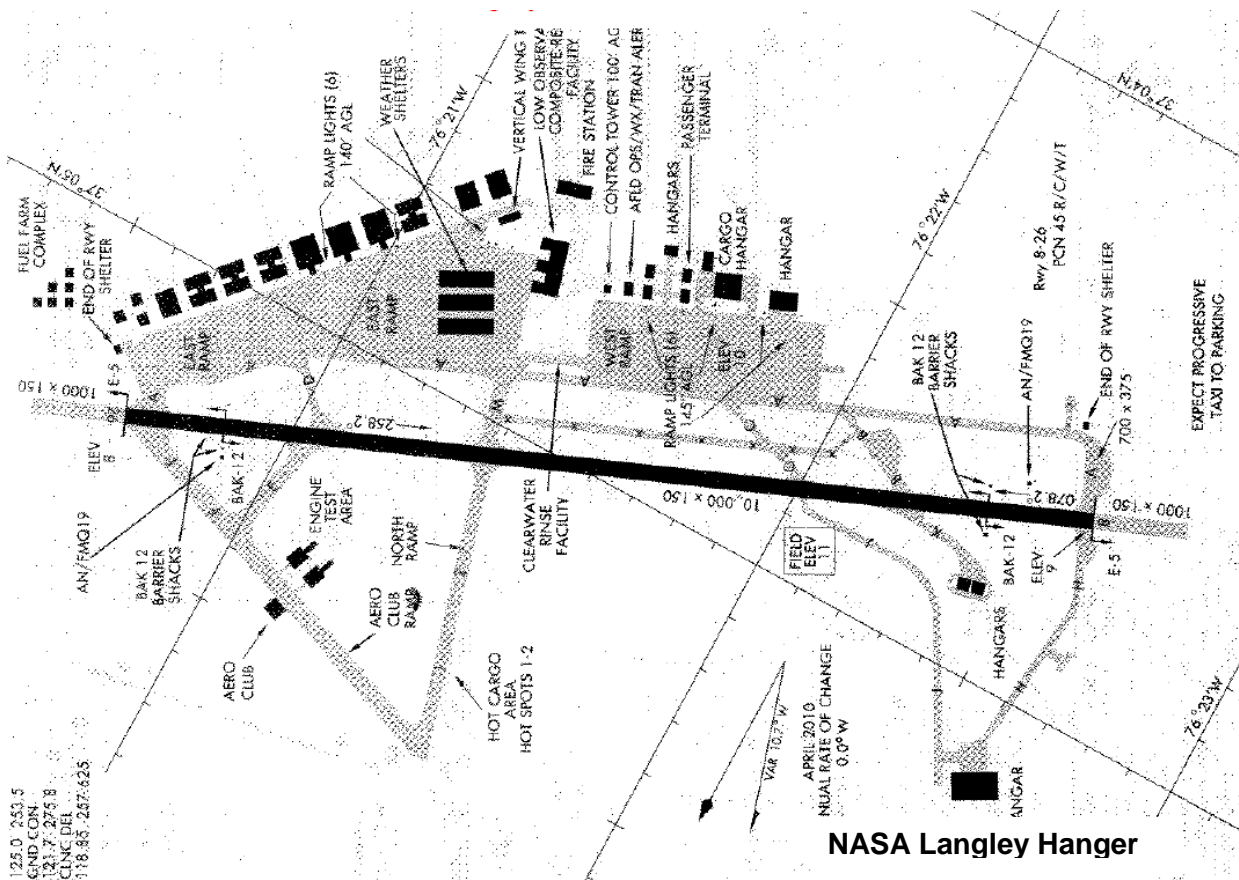 125.0 253.5
GND CON
121.7 275.8
CLNC DEL
118.85 257.625
FUEL FARM
COMPLEX
END OF RWY
SHELTER
37°05'N
RAMP LIGHTS (6)
140' AGL
WEATHER
SHELTERS
76°21'W
VERTICAL WING T
LOW OBSERVA
COMPOSITE RE
FACILITY
FIRE STATION
CONTROL TOWER 100' AG
AFLD OPS/WX/TRAN ALER
HANGARS
PASSENGER
TERMINAL
CARGO
HANGAR
HANGAR
76°22'W
37°04'N
Rwy 8-26
PCN 45 R/C/W/T
EAST
RAMP
EAST
RAMP
WEST
RAMP
RAMP LIGHTS (6)
145' AGL
ELEV
10
BAK 12
BARRIER
SHACKS
AN/FMQ19
END OF RWY SHELTER
700 x 375
EXPECT PROGRESSIVE
TAXI TO PARKING
1000 x 150
E-5
26
ELEV
8
258.2°
BAK-12
AN/FMQ19
BAK 12
BARRIER
SHACKS
ENGINE
TEST
AREA
NORTH
RAMP
AERO
CLUB
RAMP
AERO
CLUB
HOT CARGO
AREA
HOT SPOTS 1-2
CLEARWATER
RINSE
FACILITY
10,000 x 150
FIELD
ELEV
11
078.2°
1000 x 150
8
BAK-12
ELEV
9
E-5
HANGARS
76°23'W
VAR 10.7° W
APRIL 2010
NUAL RATE OF CHANGE
0.0° W
ANGAR
NASA Langley Hanger